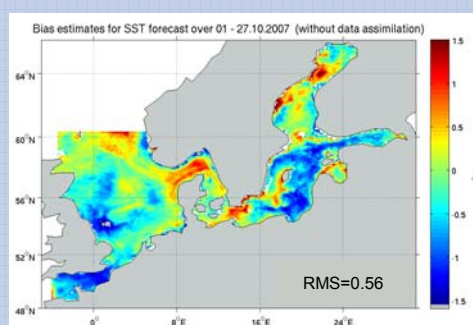 Bias estimates for SST forecast over 01 - 27.10.2007 (without data assimilation)
1.5
64°N
1
0.5
60°N
0
56°N
-0.5
52°N
-1
RMS=0.56
48°N
-1.5
0°
8°E
16°E
24°E